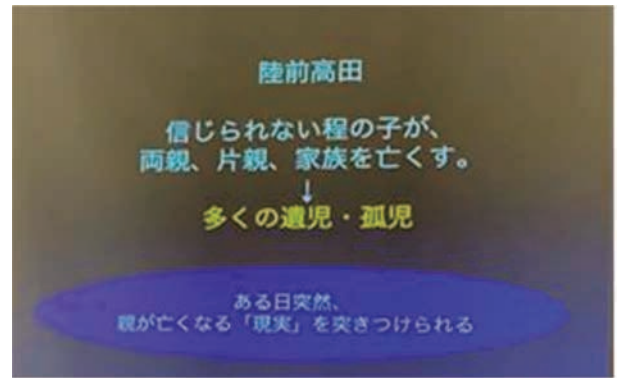 陸前高田
信じられない程の子が、
両親、片親、家族を亡くす。
↓
多くの遺児・孤児
ある日突然、
親が亡くなる「現実」を突きつけられる